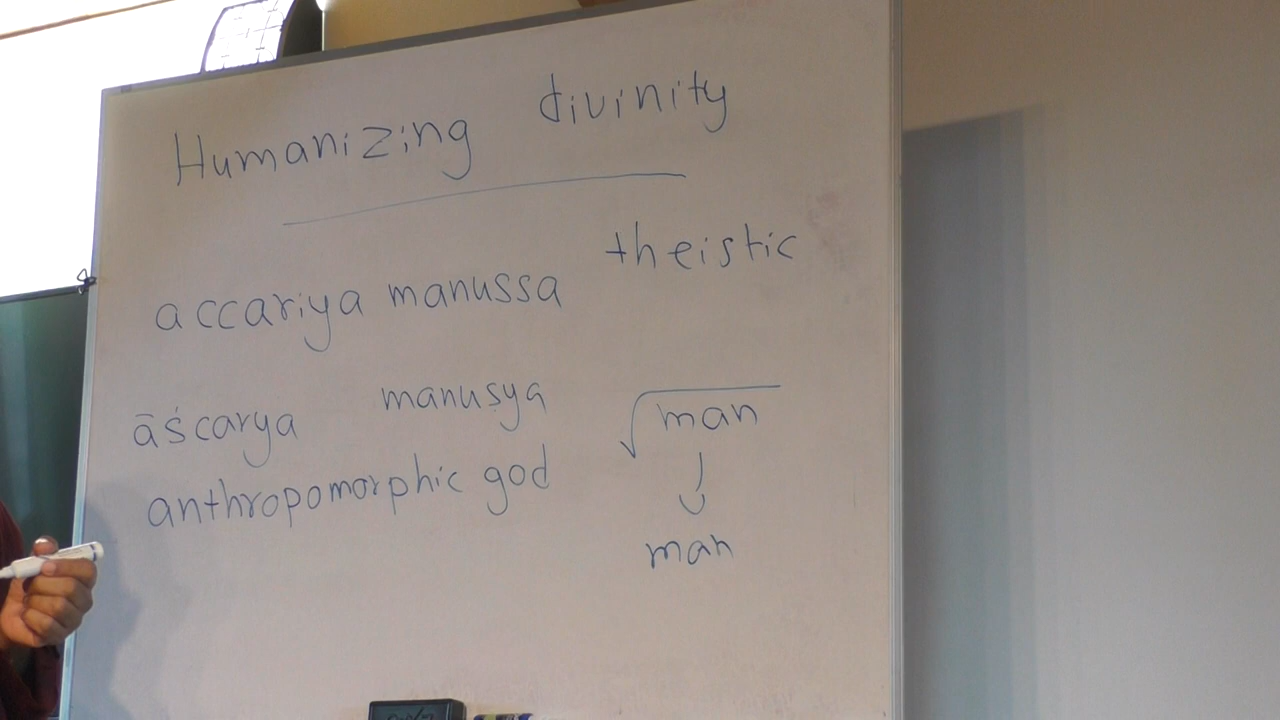 Humanizing divinity
theistic
accariya manussa
āścarya manuṣya
anthropomorphic god
√man
↓
man